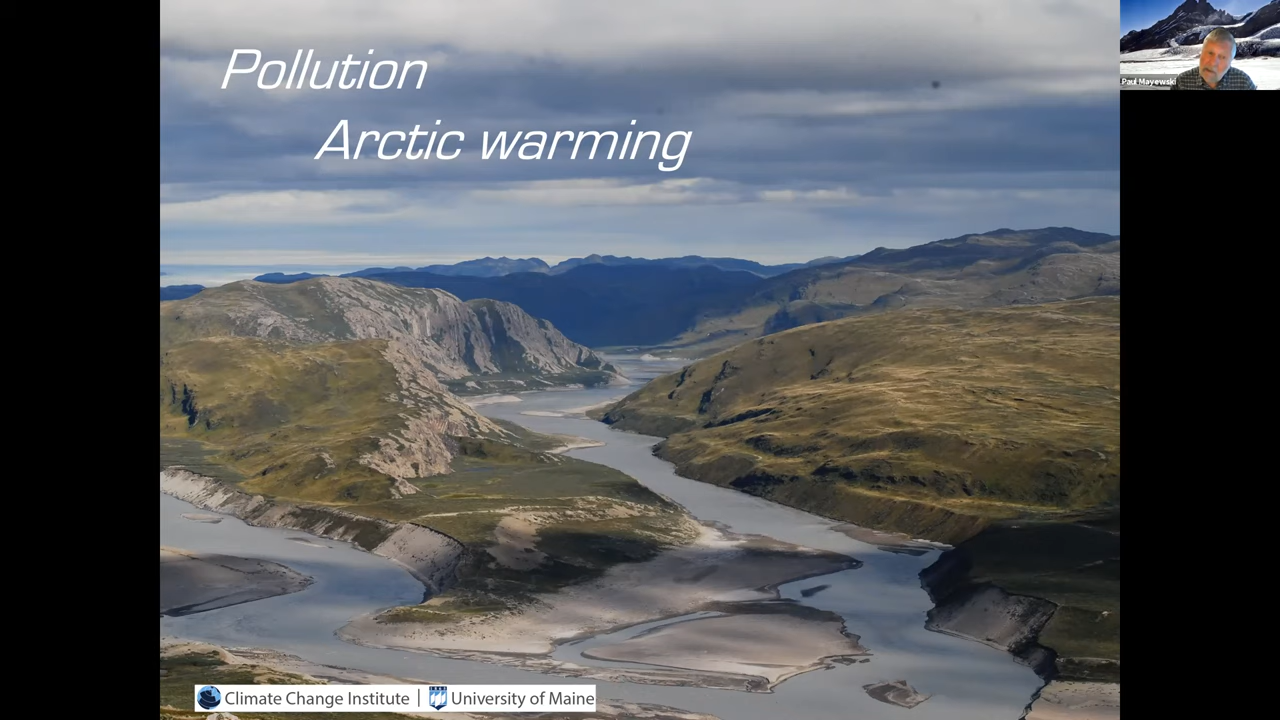 Pollution
Arctic warming
Paul Mayewski
Climate Change Institute | University of Maine